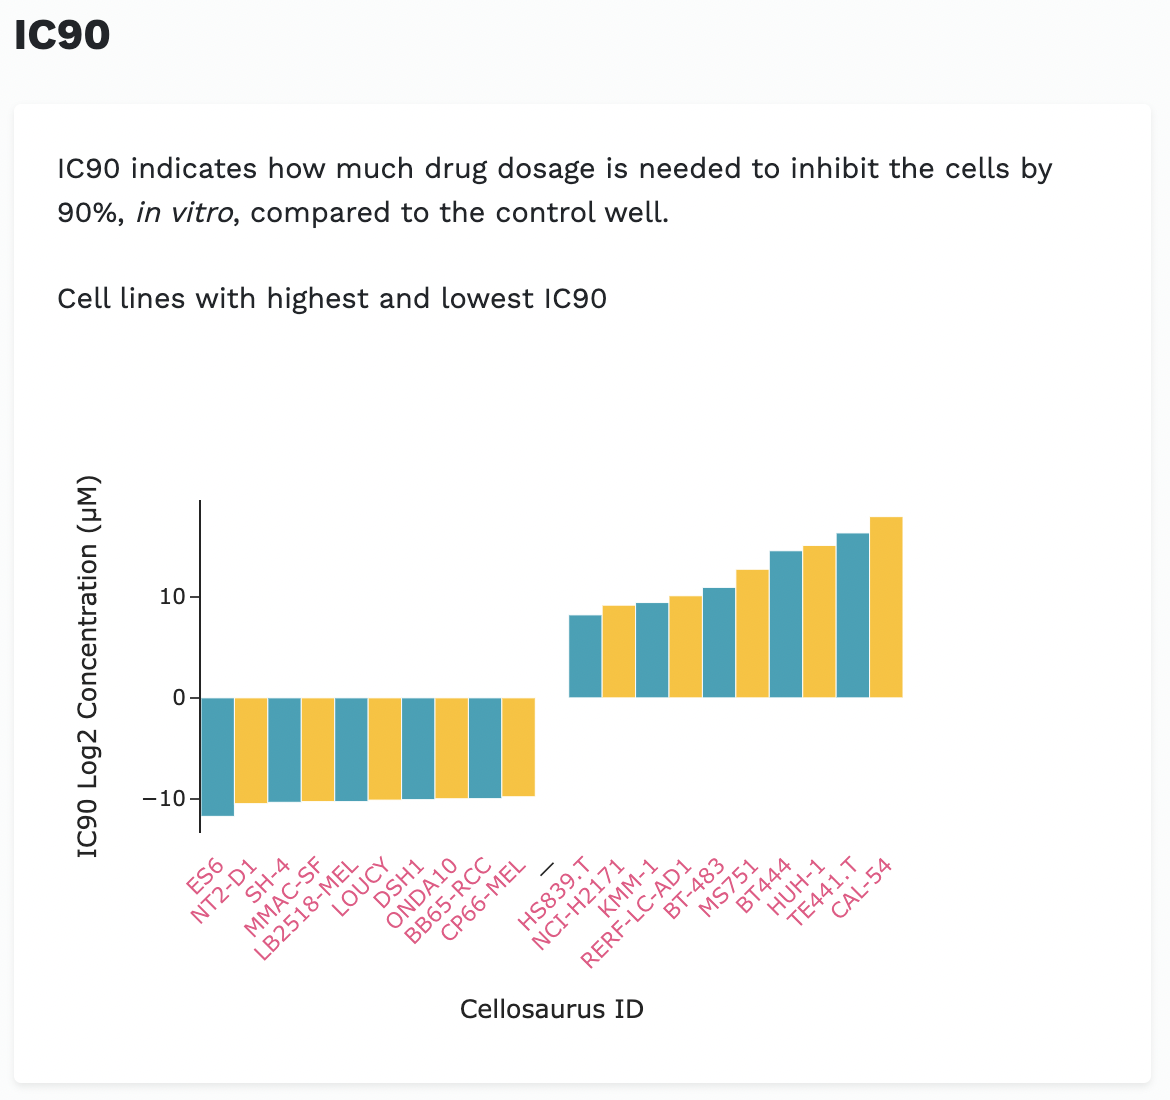 IC90
IC90 indicates how much drug dosage is needed to inhibit the cells by
90%, in vitro, compared to the control well.
Cell lines with highest and lowest IC90
IC90 Log2 Concentration (µM)
10
0
−10
ES6
NT2-D1
SH-4
MMAC-SF
LB2518-MEL
LOUCY
DSH1
ONDA10
BB65-RCC
CP66-MEL
—
HS839.T
NCI-H2171
KMM-1
RERF-LC-AD1
BT-483
MS751
BT444
HUH-1
TE441.T
CAL-54
Cellosaurus ID